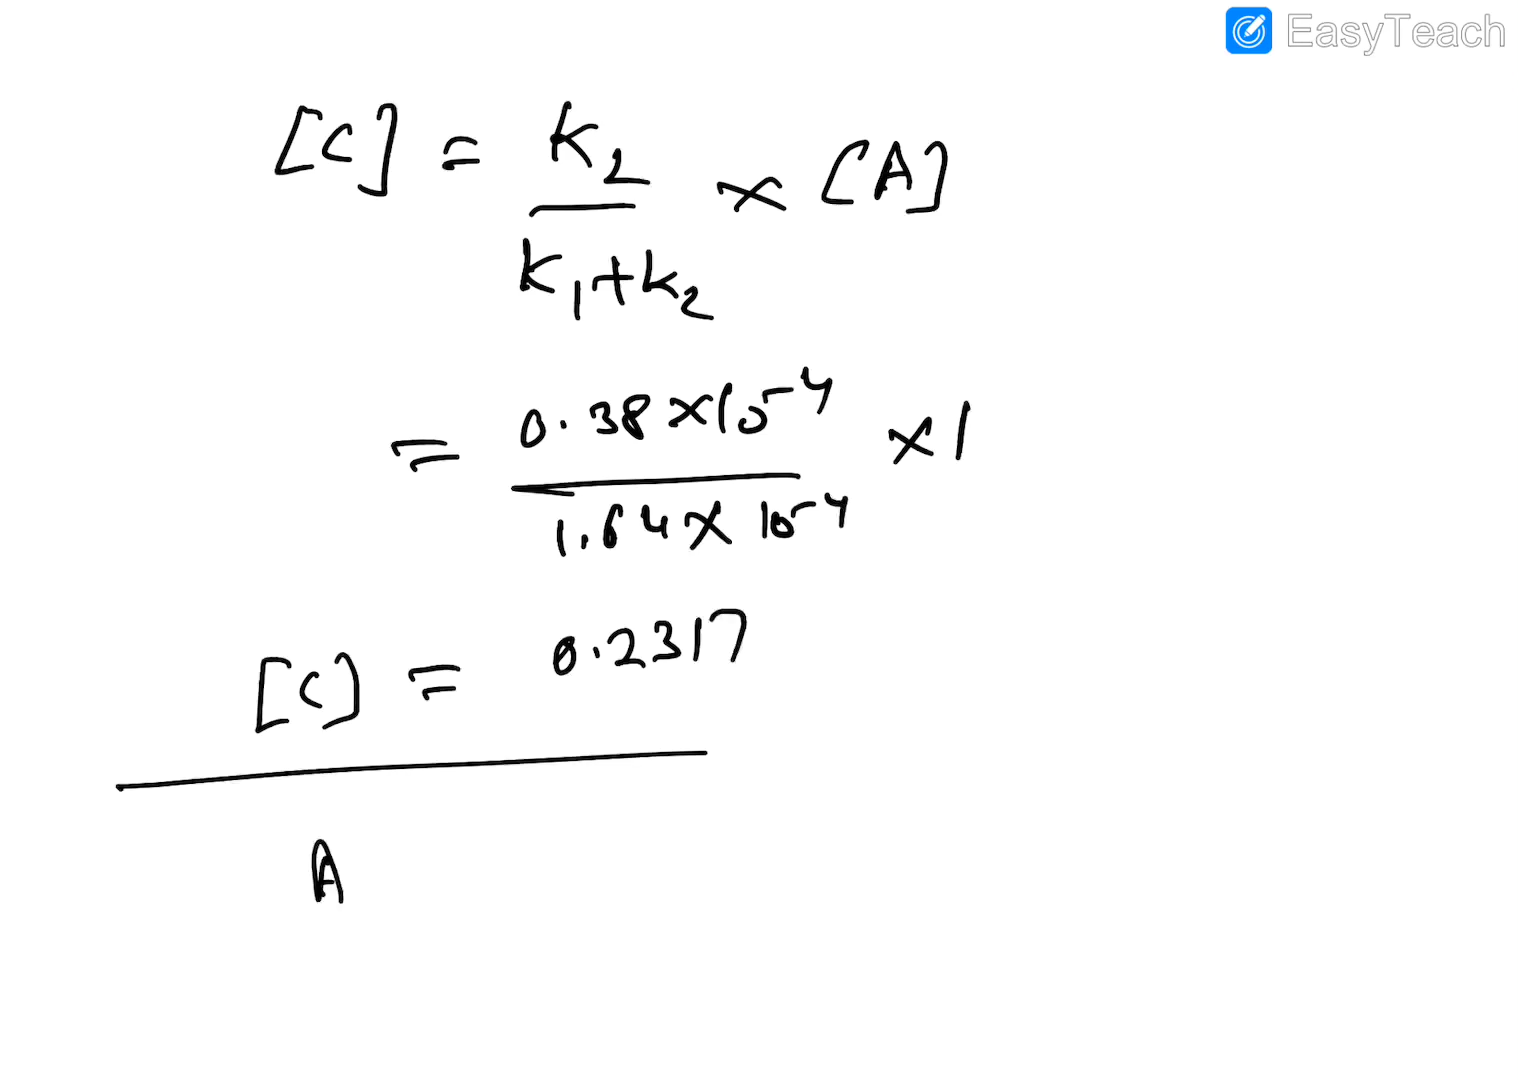 EasyTeach
[C] = K2 / K1+K2 × [A]
= 0.38×10-4 / 1.64×10-4 ×1
[C] = 0.2317
A